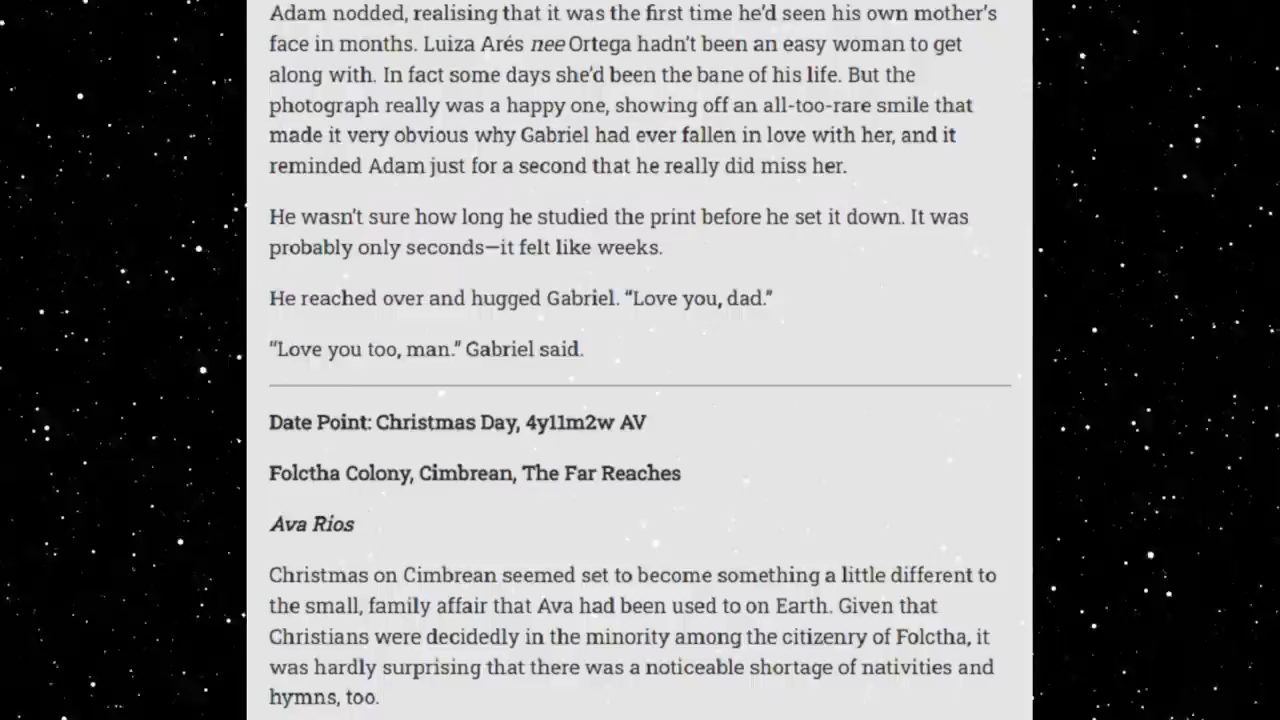 Adam nodded, realising that it was the first time he’d seen his own mother’s
face in months. Luiza Arés nee Ortega hadn’t been an easy woman to get
along with. In fact some days she’d been the bane of his life. But the
photograph really was a happy one, showing off an all-too-rare smile that
made it very obvious why Gabriel had ever fallen in love with her, and it
reminded Adam just for a second that he really did miss her.
He wasn’t sure how long he studied the print before he set it down. It was
probably only seconds—it felt like weeks.
He reached over and hugged Gabriel. “Love you, dad.”
“Love you too, man.” Gabriel said.
Date Point: Christmas Day, 4y11m2w AV
Folctha Colony, Cimbrean, The Far Reaches
Ava Rios
Christmas on Cimbrean seemed set to become something a little different to
the small, family affair that Ava had been used to on Earth. Given that
Christians were decidedly in the minority among the citizenry of Folctha, it
was hardly surprising that there was a noticeable shortage of nativities and
hymns, too.